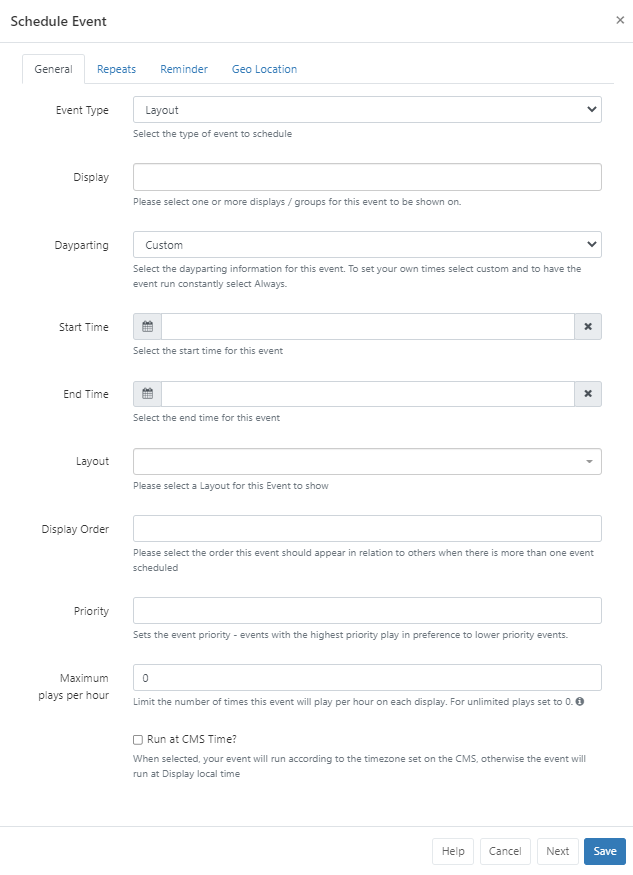 Schedule Event
×
General Repeats Reminder Geo Location
Event Type Layout
Select the type of event to schedule
Display
Please select one or more displays / groups for this event to be shown on.
Dayparting Custom
Select the dayparting information for this event. To set your own times select custom and to have the
event run constantly select Always.
Start Time
Select the start time for this event
End Time
Select the end time for this event
Layout
Please select a Layout for this Event to show
Display Order
Please select the order this event should appear in relation to others when there is more than one event
scheduled
Priority
Sets the event priority - events with the highest priority play in preference to lower priority events.
Maximum
plays per hour
0
Limit the number of times this event will play per hour on each display. For unlimited plays set to 0.
Run at CMS Time?
When selected, your event will run according to the timezone set on the CMS, otherwise the event will
run at Display local time
Help Cancel Next Save